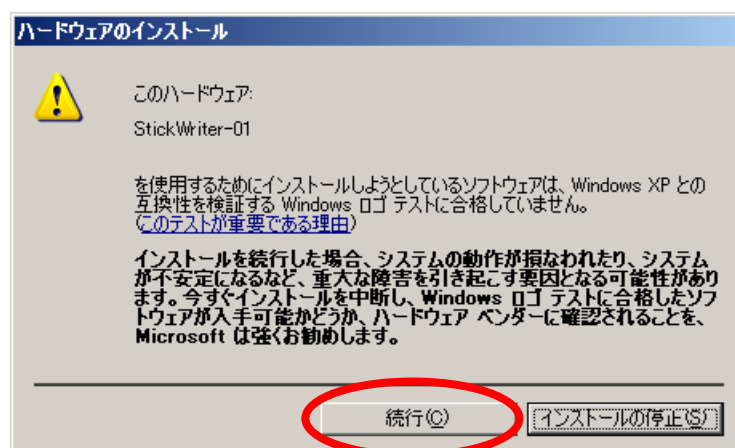 ハードウェアのインストール
このハードウェア:
StickWriter-01
を使用するためにインストールしようとしているソフトウェアは、Windows XP との
互換性を検証する Windows ロゴ テストに合格していません。
(このテストが重要である理由)
インストールを続行した場合、システムの動作が損なわれたり、システム
が不安定になるなど、重大な障害を引き起こす要因となる可能性があり
ます。今すぐインストールを中断し、Windows ロゴ テストに合格したソフ
トウェアが入手可能かどうか、ハードウェア ベンダーに確認されることを、
Microsoft は強くお勧めします。
続行(C)
インストールの停止(S)